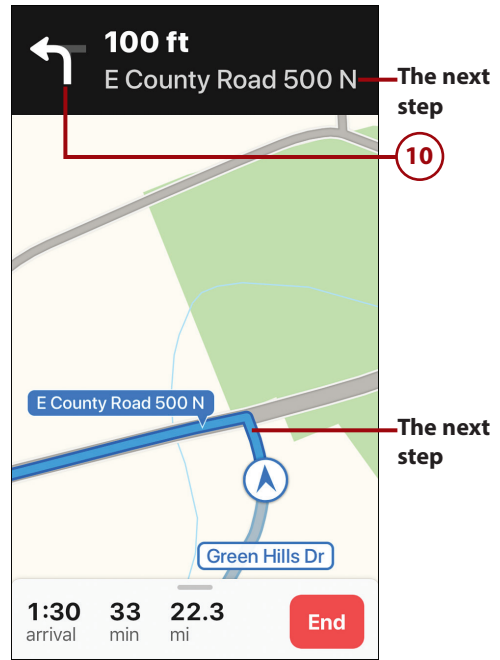 100 ft
E County Road 500 N
The next
step
10
E County Road 500 N
The next
step
Green Hills Dr
1:30 33 22.3
arrival min mi
End